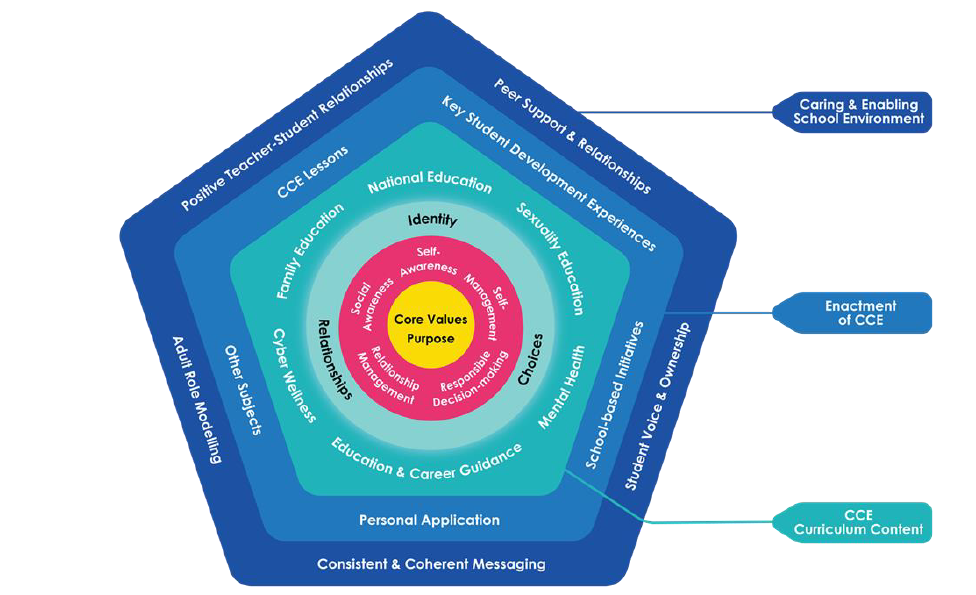 Positive Teacher-Student Relationships
Peer Support & Relationships
Caring & Enabling
School Environment
CCE Lessons
Key Student Development Experiences
National Education
Family Education
Sexuality Education
Identity
Self-
Awareness
Social
Awareness
Self-
Management
Core Values
Purpose
Enactment
of CCE
Relationships
Choices
Relationship
Management
Responsible
Decision-making
Cyber Wellness
Mental Health
Education & Career Guidance
Other Subjects
School-based Initiatives
Adult Role Modelling
Student Voice & Ownership
Personal Application
CCE
Curriculum Content
Consistent & Coherent Messaging